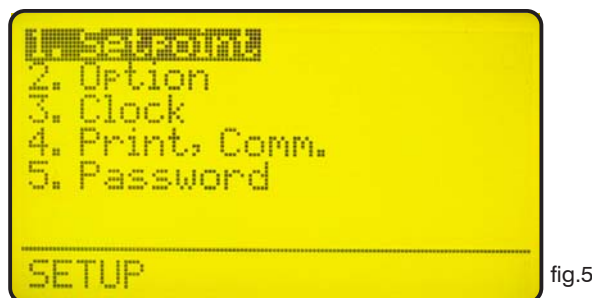 1. Setpoint
2. Option
3. Clock
4. Print, Comm.
5. Password
SETUP
fig.5